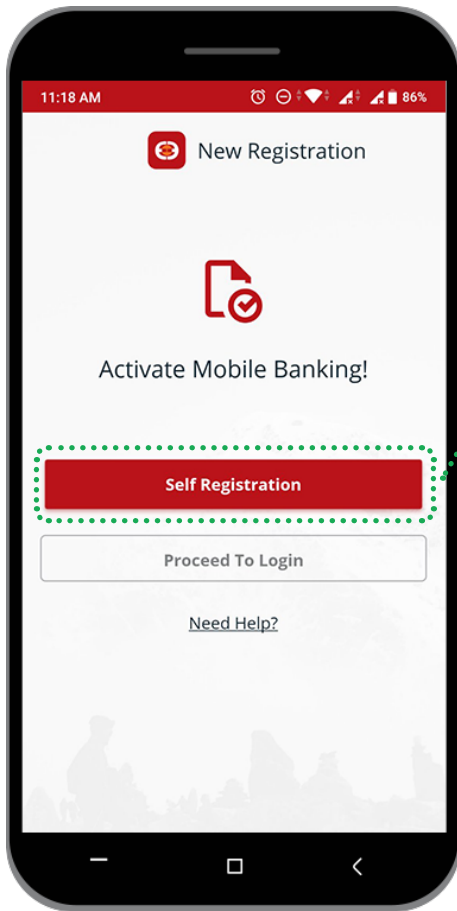 11:18 AM 86%
New Registration
Activate Mobile Banking!
Self Registration
Proceed To Login
Need Help?